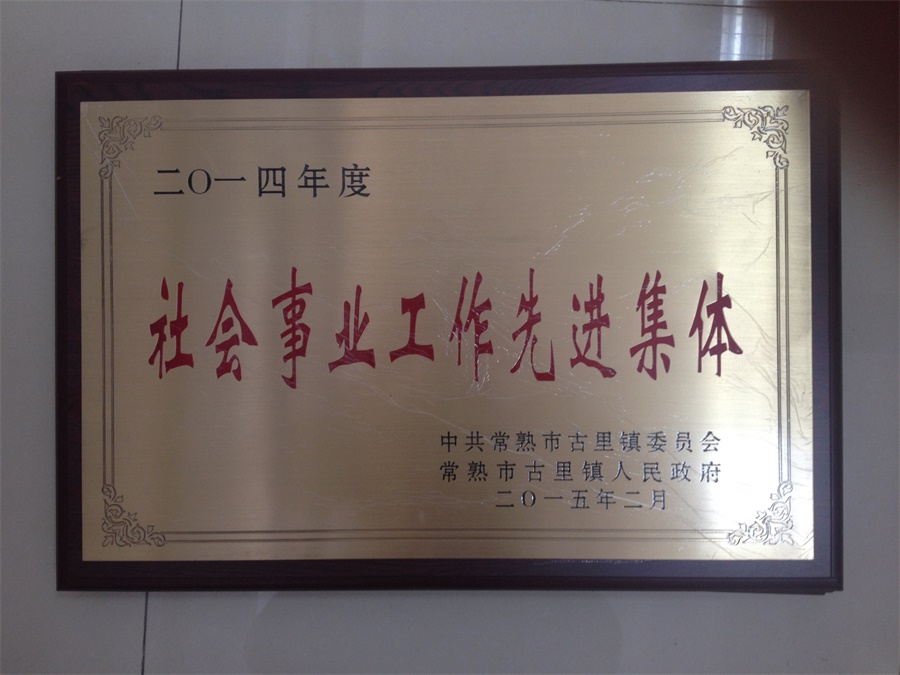 二〇一四年度
社会事业工作先进集体
中共常熟市古里镇委员会
常熟市古里镇人民政府
二〇一五年二月